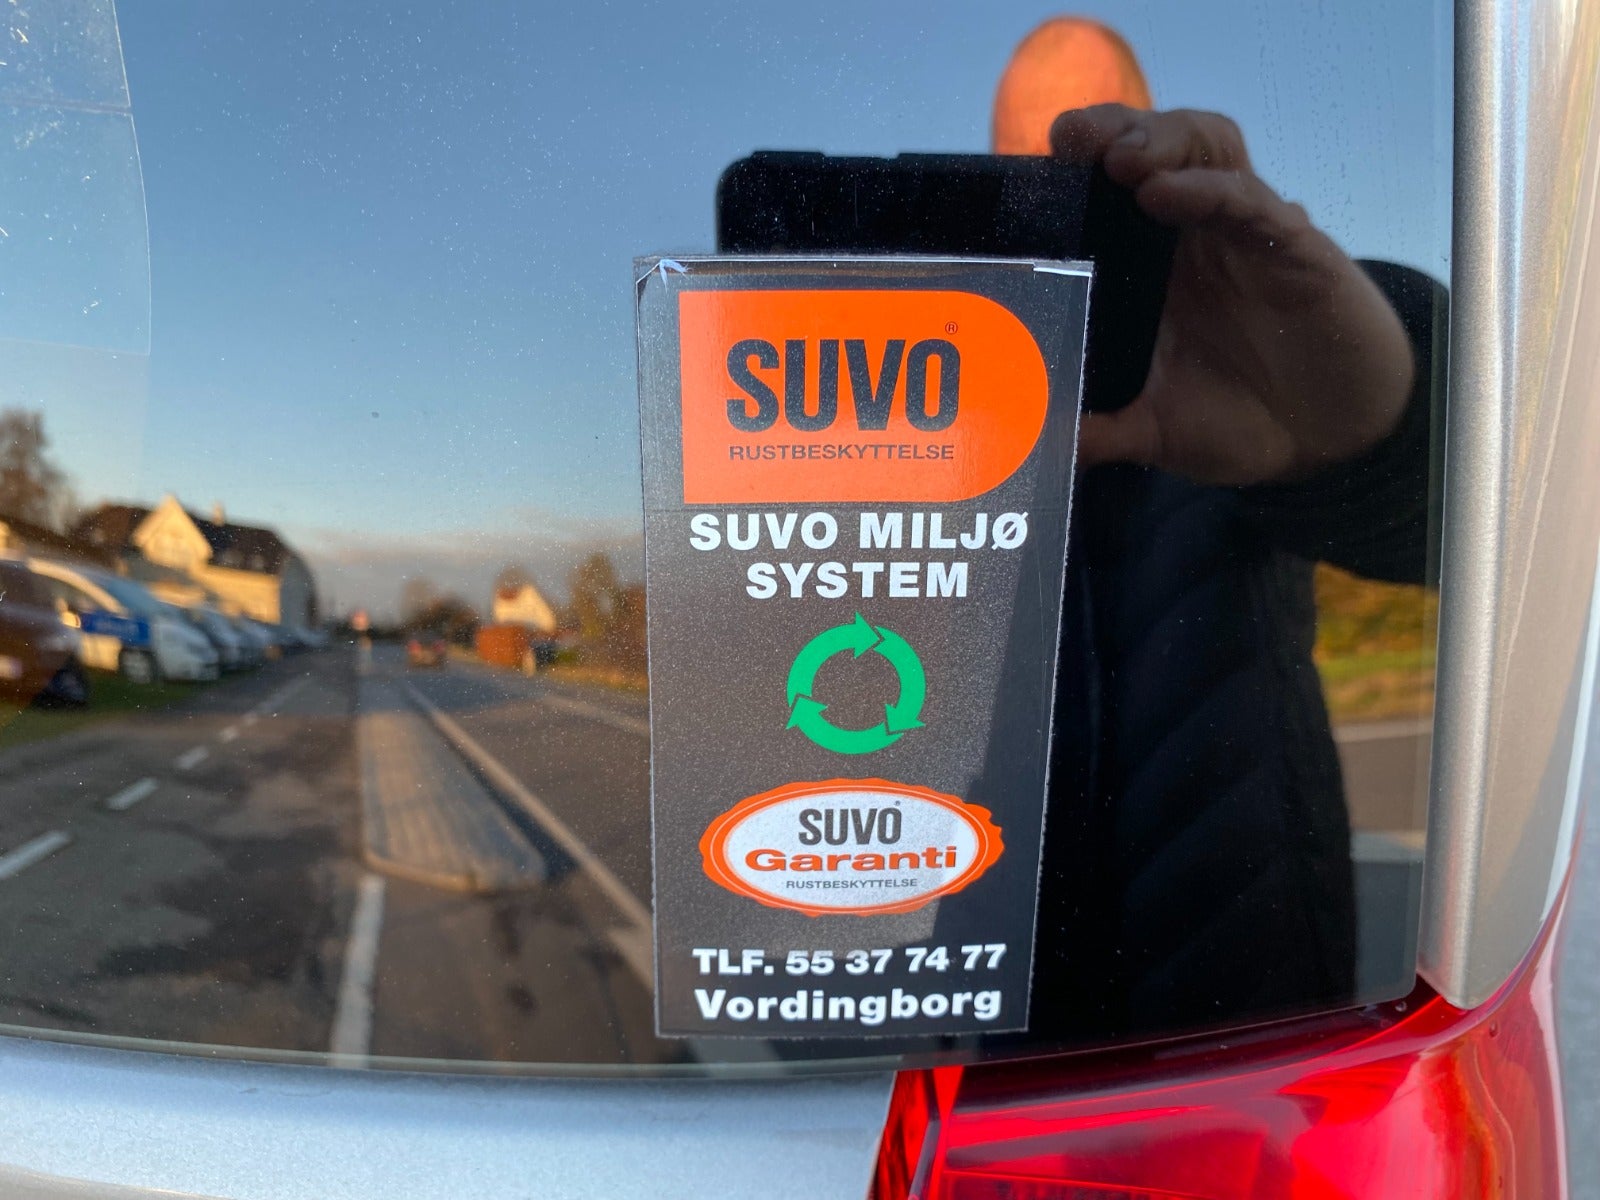 SUVO®
RUSTBESKYTTELSE
SUVO MILJØ
SYSTEM
SUVO
Garanti
RUSTBESKYTTELSE
TLF. 55 37 74 77
Vordingborg